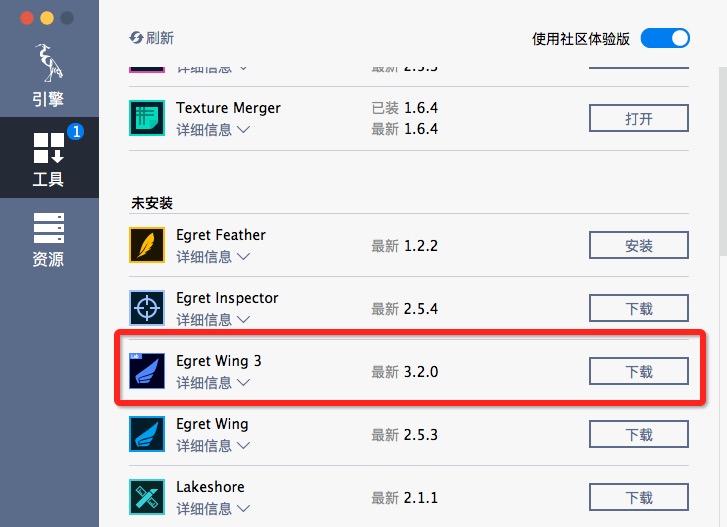 刷新
使用社区体验版
引擎
1
工具
资源
详细信息
最新 2.5.3
Texture Merger
已装 1.6.4
详细信息
最新 1.6.4
打开
未安装
Egret Feather
详细信息
最新 1.2.2
安装
Egret Inspector
详细信息
最新 2.5.4
下载
Lab
Egret Wing 3
详细信息
最新 3.2.0
下载
Egret Wing
详细信息
最新 2.5.3
下载
Lakeshore
详细信息
最新 2.1.1
下载